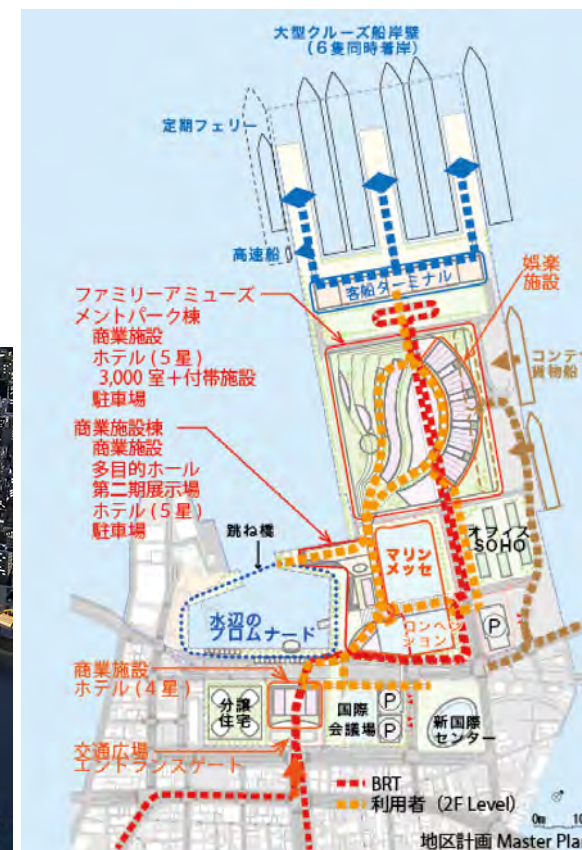 大型クルーズ船岸壁
(6隻同時着岸)
定期フェリー
高速船
客船ターミナル
娯楽
施設
ファミリーアミューズ
メントパーク棟
商業施設
ホテル(5星)
3,000室+付帯施設
駐車場
コンテ
貨物船
商業施設棟
商業施設
多目的ホール
第二期展示場
ホテル(5星)
駐車場
跳ね橋
マリン
メッセ
オフィス
SOHO
水辺の
プロムナード
コンベン
ション
P
商業施設
ホテル(4星)
分譲
住宅
国際
会議場
P
P
新国際
センター
交通広場
エントランスゲート
BRT
利用者(2F Level)
0m 10
地区計画 Master Plan